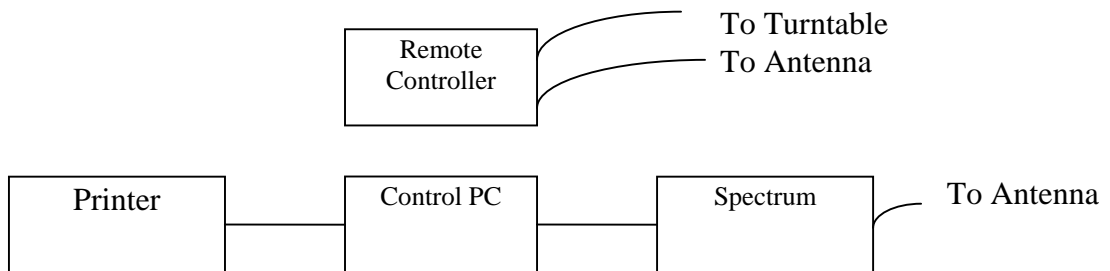 To Turntable
Remote
Controller
To Antenna
Printer
Control PC
Spectrum
To Antenna